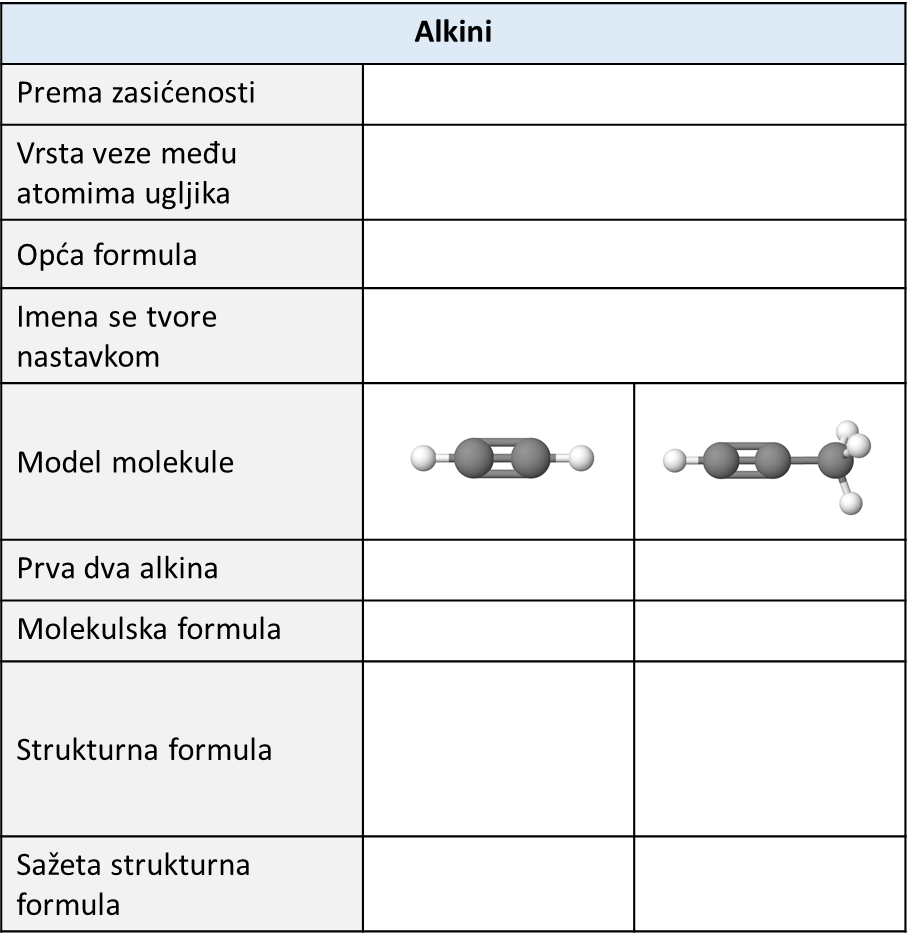 Alkini
Prema zasićenosti
Vrsta veze među
atomima ugljika
Opća formula
Imena se tvore
nastavkom
Model molekule
Prva dva alkina
Molekulska formula
Strukturna formula
Sažeta strukturna
formula